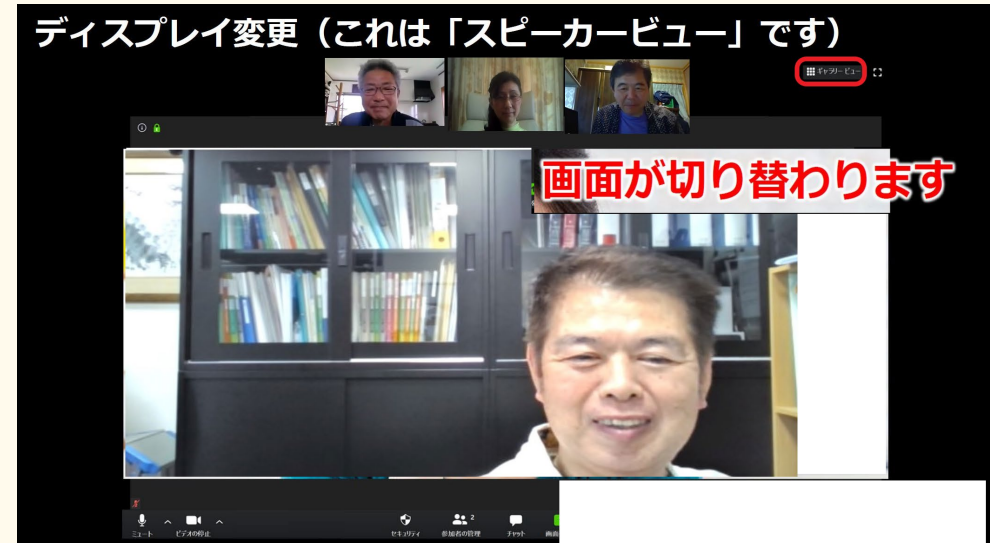 ディスプレイ変更（これは「スピーカービュー」です）
ギャラリー ビュー
画面が切り替わります
ミュート
ビデオの停止
セキュリティ
2
参加者の管理
チャット
画面